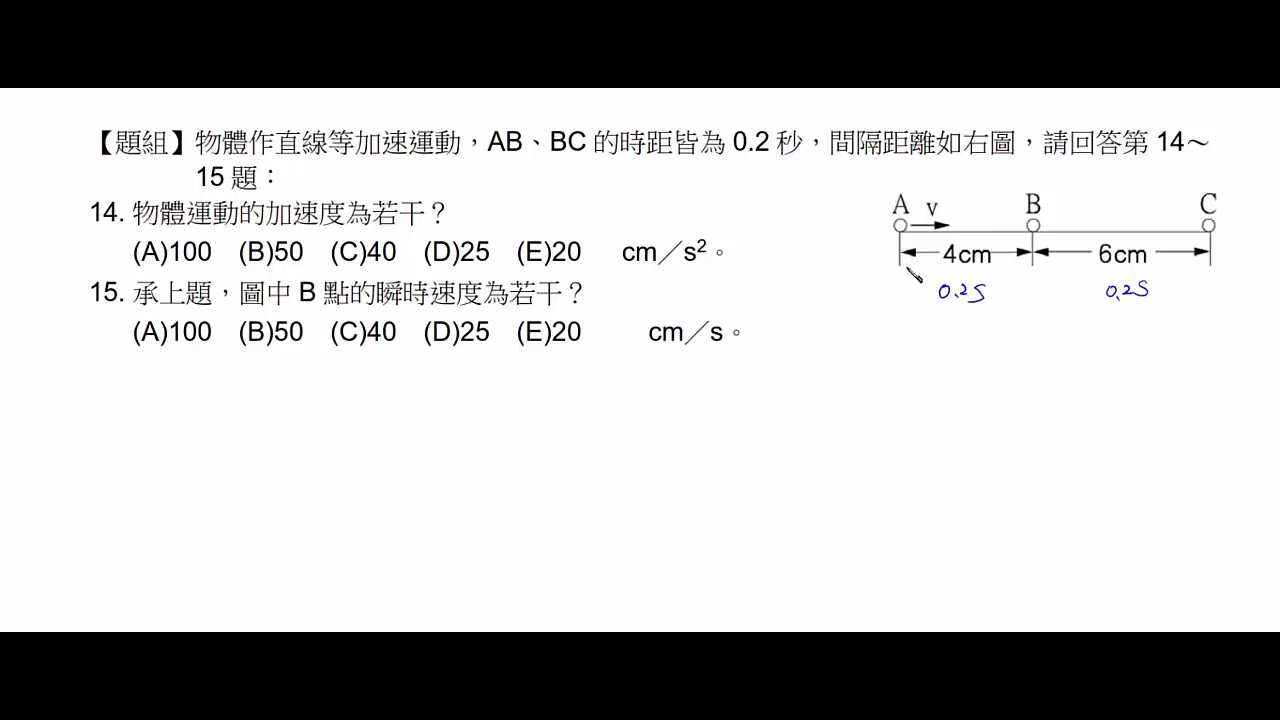 【題組】物體作直線等加速運動，AB、BC 的時距皆為 0.2 秒，間隔距離如右圖，請回答第 14～
15 題：
14. 物體運動的加速度為若干？
(A)100 (B)50 (C)40 (D)25 (E)20 cm／s²。
15. 承上題，圖中 B 點的瞬時速度為若干？
(A)100 (B)50 (C)40 (D)25 (E)20 cm／s。
A v B C
4cm 6cm
0.2S 0.2S